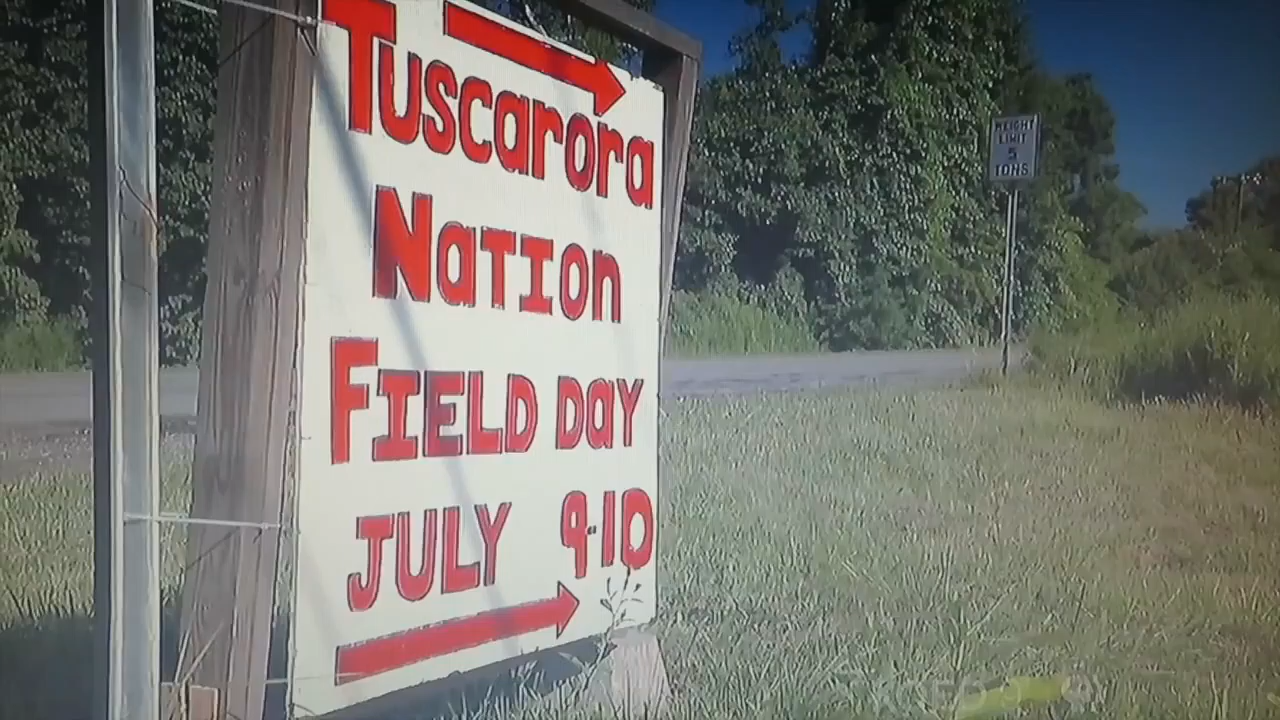 Tuscarora
Nation
FIELD DAY
JULY 9-10
WEIGHT
LIMIT
5
TONS